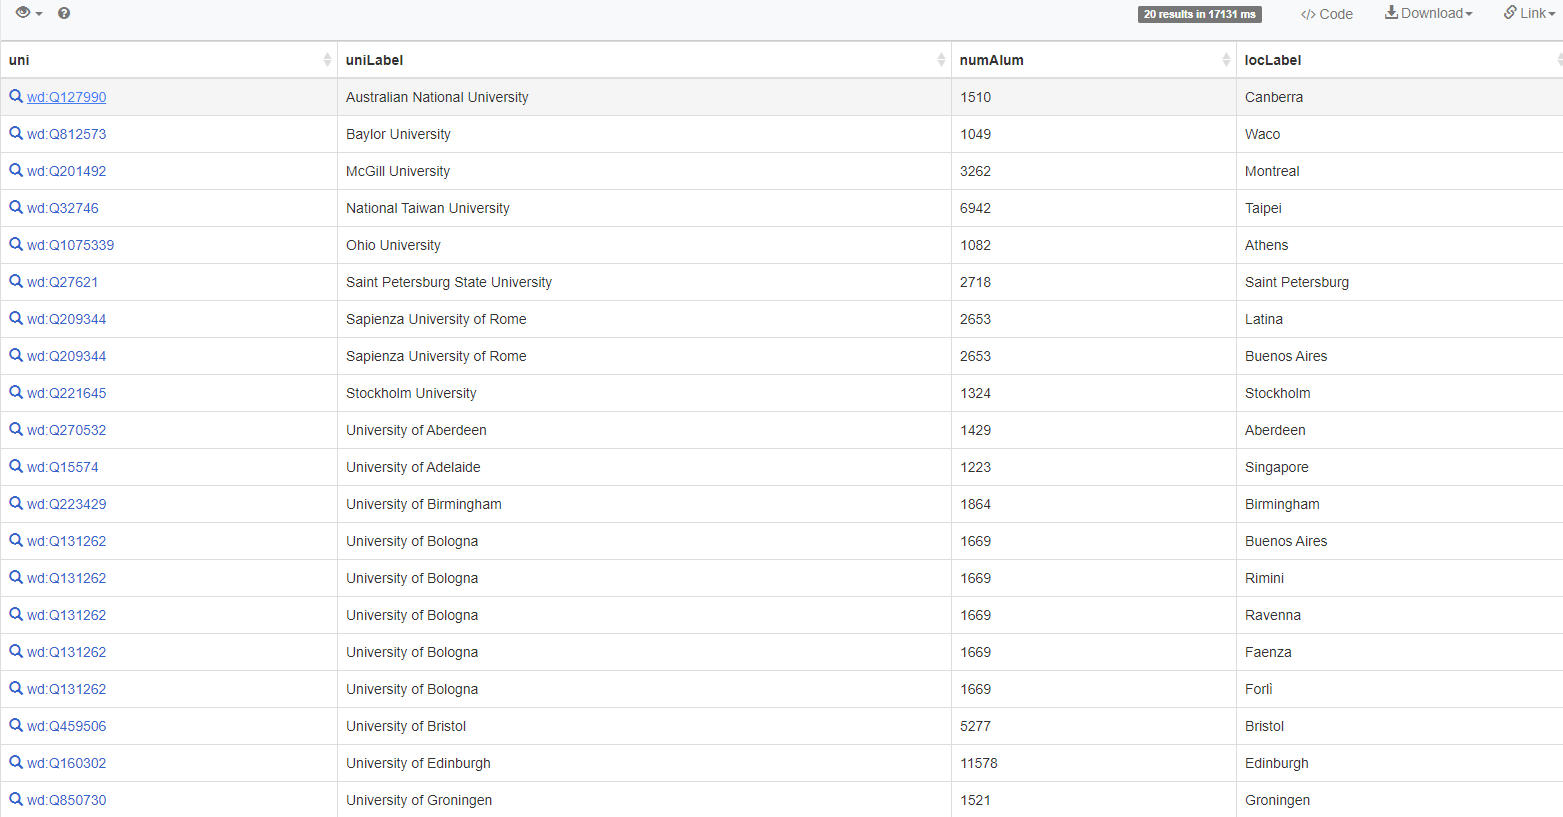 20 results in 17131 ms </> Code Download Link
uni uniLabel numAlum locLabel
wd:Q127990 Australian National University 1510 Canberra
wd:Q812573 Baylor University 1049 Waco
wd:Q201492 McGill University 3262 Montreal
wd:Q32746 National Taiwan University 6942 Taipei
wd:Q1075339 Ohio University 1082 Athens
wd:Q27621 Saint Petersburg State University 2718 Saint Petersburg
wd:Q209344 Sapienza University of Rome 2653 Latina
wd:Q209344 Sapienza University of Rome 2653 Buenos Aires
wd:Q221645 Stockholm University 1324 Stockholm
wd:Q270532 University of Aberdeen 1429 Aberdeen
wd:Q15574 University of Adelaide 1223 Singapore
wd:Q223429 University of Birmingham 1864 Birmingham
wd:Q131262 University of Bologna 1669 Buenos Aires
wd:Q131262 University of Bologna 1669 Rimini
wd:Q131262 University of Bologna 1669 Ravenna
wd:Q131262 University of Bologna 1669 Faenza
wd:Q131262 University of Bologna 1669 Forlì
wd:Q459506 University of Bristol 5277 Bristol
wd:Q160302 University of Edinburgh 11578 Edinburgh
wd:Q850730 University of Groningen 1521 Groningen